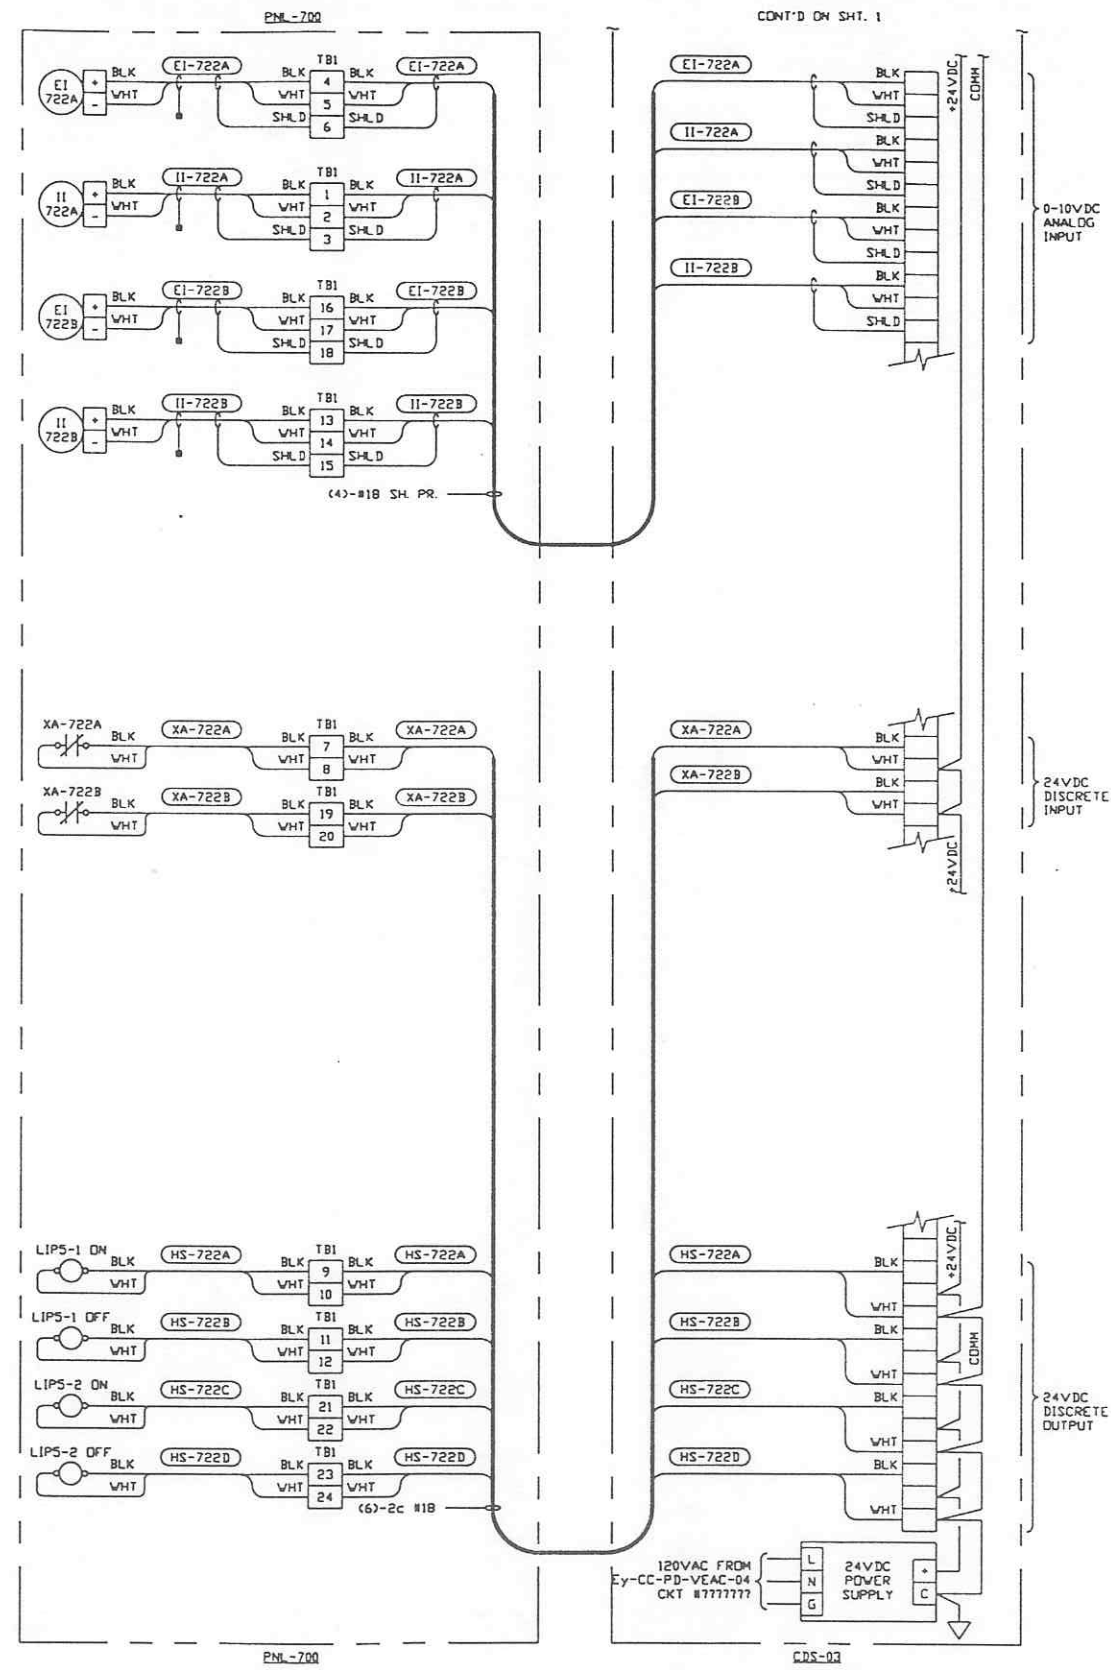 PNL-700
CONT'D ON SHT. 1
EI
722A
+
-
BLK
WHT
EI-722A
BLK
WHT
SHLD
TB1
4
5
6
BLK
WHT
SHLD
EI-722A
II
722A
+
-
BLK
WHT
II-722A
BLK
WHT
SHLD
TB1
1
2
3
BLK
WHT
SHLD
II-722A
EI
722B
+
-
BLK
WHT
EI-722B
BLK
WHT
SHLD
TB1
16
17
18
BLK
WHT
SHLD
EI-722B
II
722B
+
-
BLK
WHT
II-722B
BLK
WHT
SHLD
TB1
13
14
15
BLK
WHT
SHLD
II-722B
(4)-#18 SH. PR.
EI-722A
BLK
WHT
SHLD
II-722A
BLK
WHT
SHLD
EI-722B
BLK
WHT
SHLD
II-722B
BLK
WHT
SHLD
+24VDC
COMM
0-10VDC
ANALOG
INPUT
XA-722A
BLK
WHT
XA-722A
BLK
WHT
TB1
7
8
BLK
WHT
XA-722A
XA-722B
BLK
WHT
XA-722B
BLK
WHT
TB1
19
20
BLK
WHT
XA-722B
XA-722A
BLK
WHT
XA-722B
BLK
WHT
+24VDC
24VDC
DISCRETE
INPUT
LIP5-1 ON
BLK
WHT
HS-722A
BLK
WHT
TB1
9
10
BLK
WHT
HS-722A
LIP5-1 OFF
BLK
WHT
HS-722B
BLK
WHT
TB1
11
12
BLK
WHT
HS-722B
LIP5-2 ON
BLK
WHT
HS-722C
BLK
WHT
TB1
21
22
BLK
WHT
HS-722C
LIP5-2 OFF
BLK
WHT
HS-722D
BLK
WHT
TB1
23
24
BLK
WHT
HS-722D
(6)-2c #18
HS-722A
BLK
WHT
HS-722B
BLK
WHT
HS-722C
BLK
WHT
HS-722D
BLK
WHT
+24VDC
COMM
24VDC
DISCRETE
OUTPUT
120VAC FROM
Ey-CC-PD-VEAC-04
CKT #???????
L
N
G
24VDC
POWER
SUPPLY
+
C
PNL-700
CDS-03